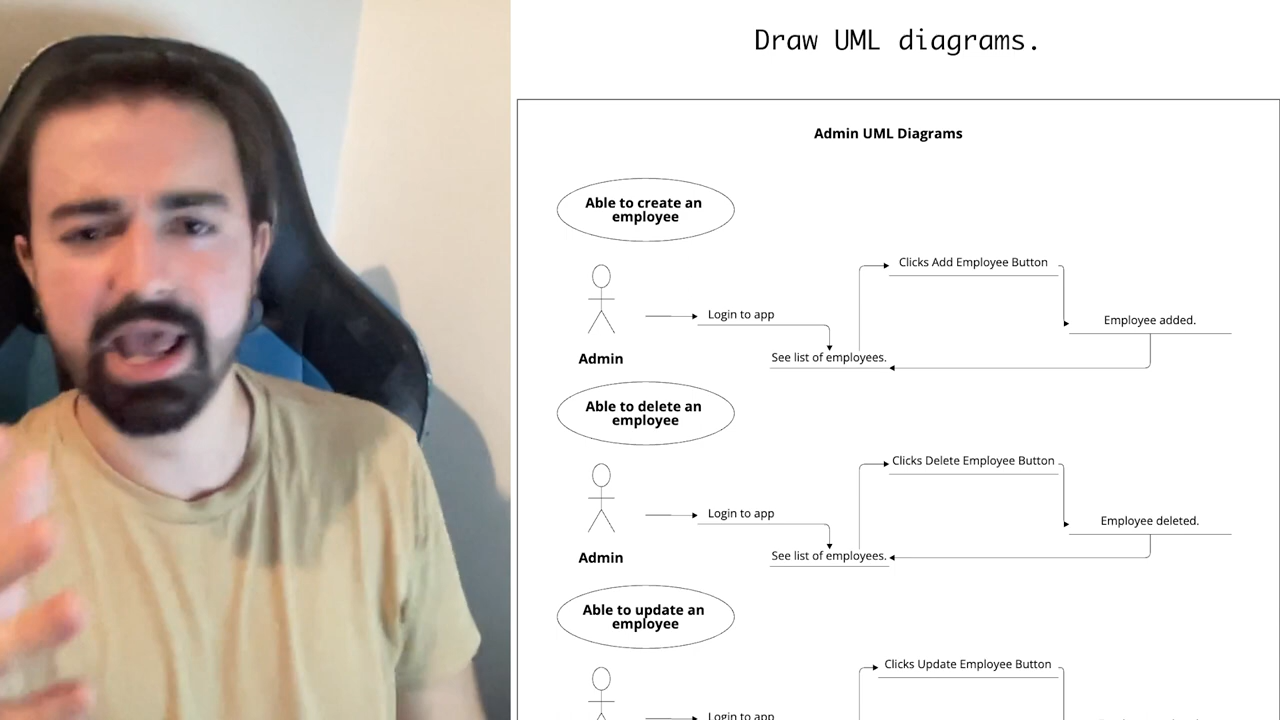 Draw UML diagrams.
Admin UML Diagrams
Able to create an
employee
Clicks Add Employee Button
Login to app
Employee added.
See list of employees.
Admin
Able to delete an
employee
Clicks Delete Employee Button
Login to app
Employee deleted.
See list of employees.
Admin
Able to update an
employee
Clicks Update Employee Button
Login to app